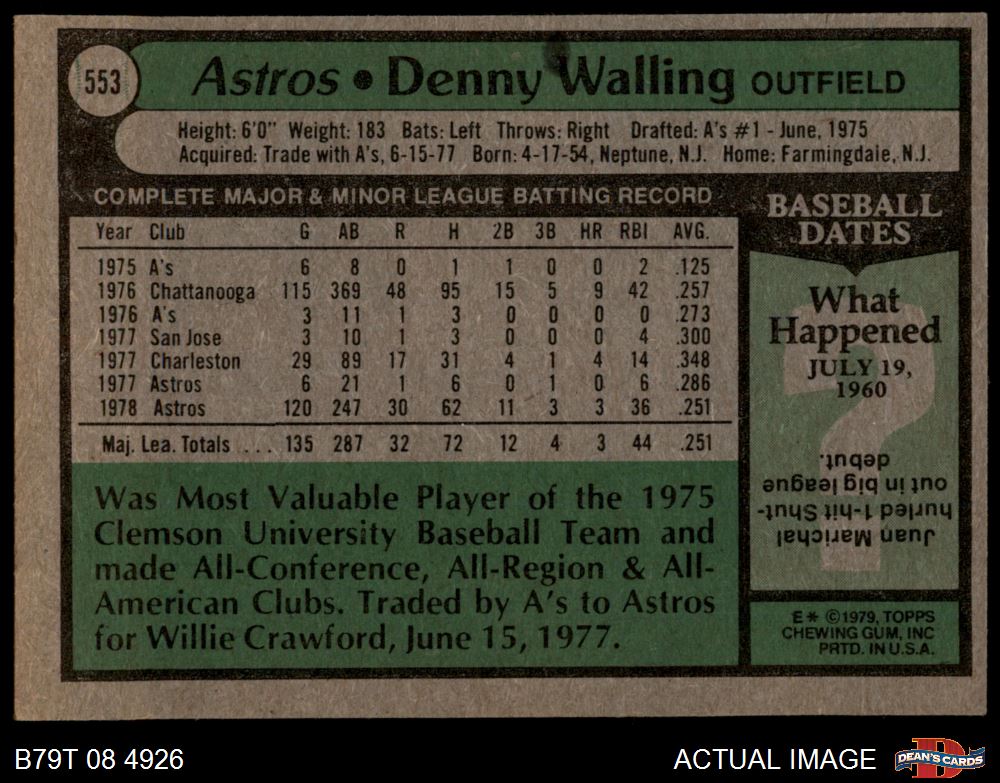 553
Astros • Denny Walling OUTFIELD
Height: 6'0" Weight: 183 Bats: Left Throws: Right Drafted: A's #1 - June, 1975
Acquired: Trade with A's, 6-15-77 Born: 4-17-54, Neptune, N.J. Home: Farmingdale, N.J.
COMPLETE MAJOR & MINOR LEAGUE BATTING RECORD
Year Club G AB R H 2B 3B HR RBI AVG.
1975 A's 6 8 0 1 1 0 0 2 .125
1976 Chattanooga 115 369 48 95 15 5 9 42 .257
1976 A's 3 11 1 3 0 0 0 0 .273
1977 San Jose 3 10 1 3 0 0 0 4 .300
1977 Charleston 29 89 17 31 4 1 4 14 .348
1977 Astros 6 21 1 6 0 1 0 6 .286
1978 Astros 120 247 30 62 11 3 3 36 .251
Maj. Lea. Totals ... 135 287 32 72 12 4 3 44 .251
Was Most Valuable Player of the 1975
Clemson University Baseball Team and
made All-Conference, All-Region & All-
American Clubs. Traded by A's to Astros
for Willie Crawford, June 15, 1977.
BASEBALL
DATES
?
What
Happened
JULY 19,
1960
Juan Marichal
hurled 1-hit Shut-
out in big league
debut.
E* ©1979, TOPPS
CHEWING GUM, INC
PRTD. IN U.S.A.
B79T 08 4926
ACTUAL IMAGE
D
DEAN'S CARDS